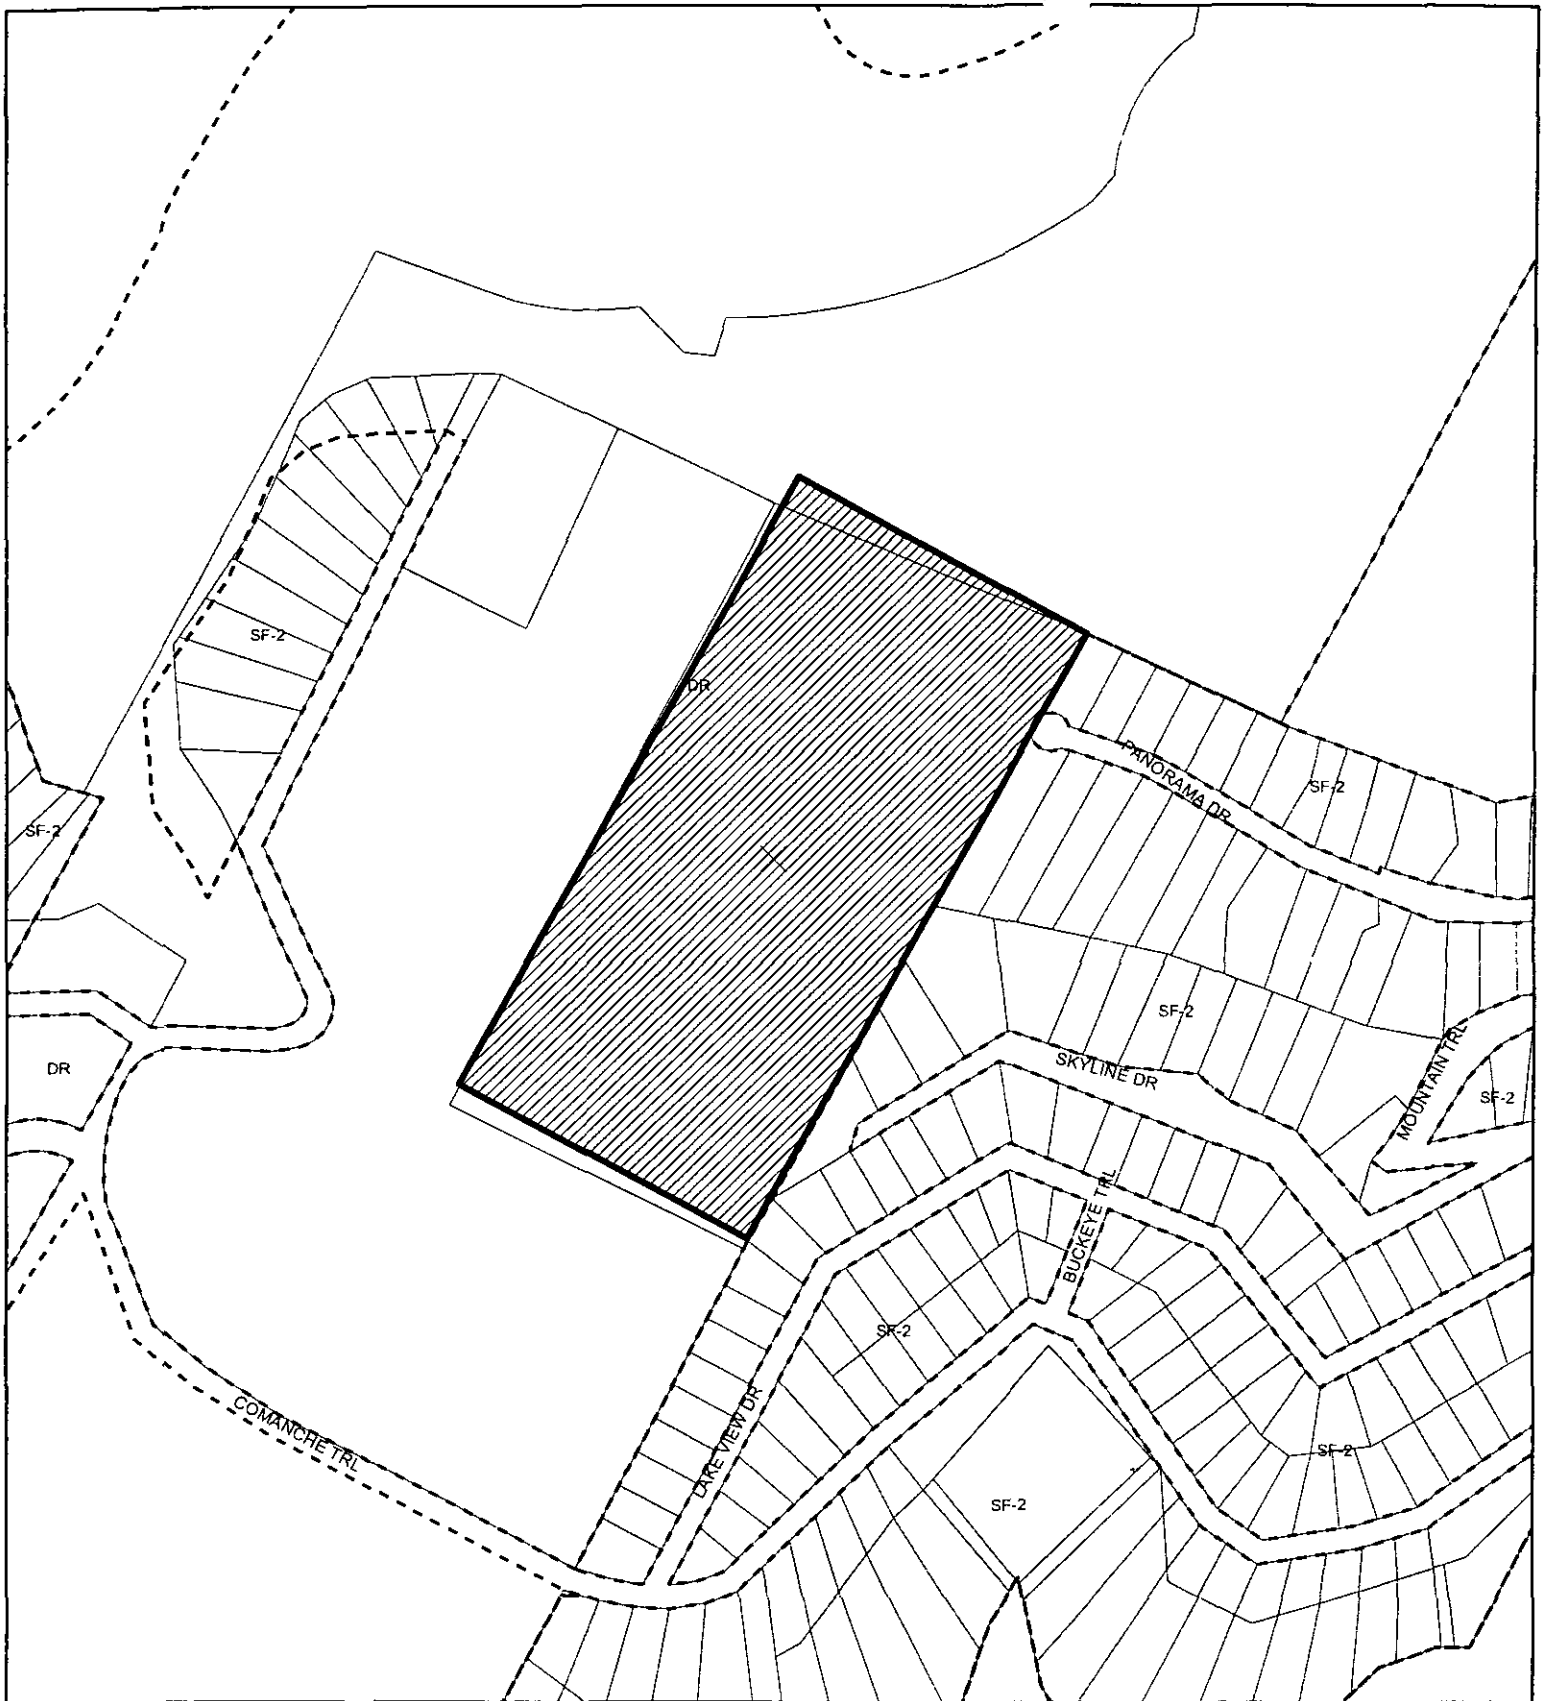 SF-2
DR
PANORAMA DR
SF-2
SF-2
SF-2
SKYLINE DR
MOUNTAIN TRL
DR
SF-2
BUCKEYE TRL
SF-2
LAKE VIEW DR
COMANCHE TRL
SF-2
SF-2